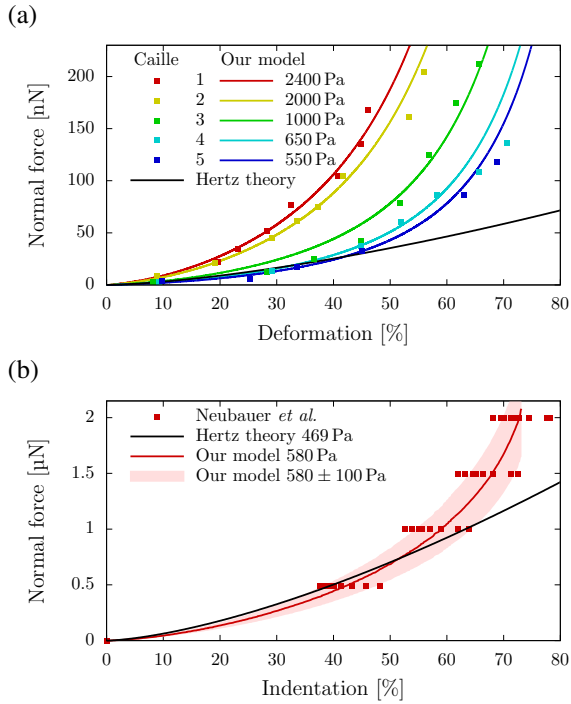 (a)
Normal force [nN]
200
150
100
50
0
Caille Our model
1 2400 Pa
2 2000 Pa
3 1000 Pa
4 650 Pa
5 550 Pa
Hertz theory
0 10 20 30 40 50 60 70 80
Deformation [%]
(b)
Normal force [µN]
2
1.5
1
0.5
0
Neubauer et al.
Hertz theory 469 Pa
Our model 580 Pa
Our model 580 ± 100 Pa
0 10 20 30 40 50 60 70 80
Indentation [%]